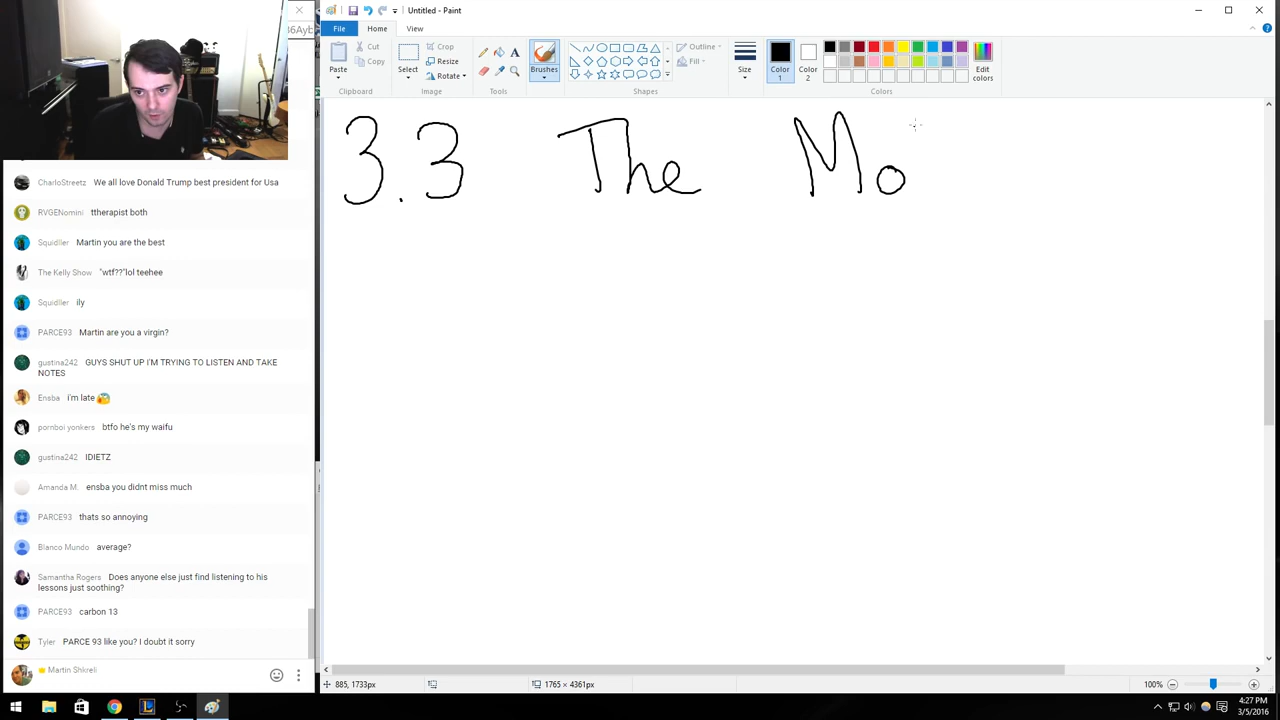 Untitled - Paint
36Ayb
File
Home
View
Paste
Cut
Copy
Clipboard
Select
Crop
Resize
Rotate
Image
A
Tools
Brushes
Outline
Fill
Shapes
Size
Color 1
Color 2
Edit colors
Colors
3.3 The Mo
CharloStreetz We all love Donald Trump best president for Usa
RVGENomini ttherapist both
Squidlier Martin you are the best
The Kelly Show "wtf??"lol teehee
Squidlier ily
PARCE93 Martin are you a virgin?
gustina242 GUYS SHUT UP I'M TRYING TO LISTEN AND TAKE
NOTES
Ensba i'm late
pornboi yonkers btfo he's my waifu
gustina242 IDIETZ
Amanda M. ensba you didnt miss much
PARCE93 thats so annoying
Blanco Mundo average?
Samantha Rogers Does anyone else just find listening to his
lessons just soothing?
PARCE93 carbon 13
Tyler PARCE 93 like you? I doubt it sorry
Martin Shkreli
885, 1733px
1765 × 4361px
100%
4:27 PM
3/5/2016